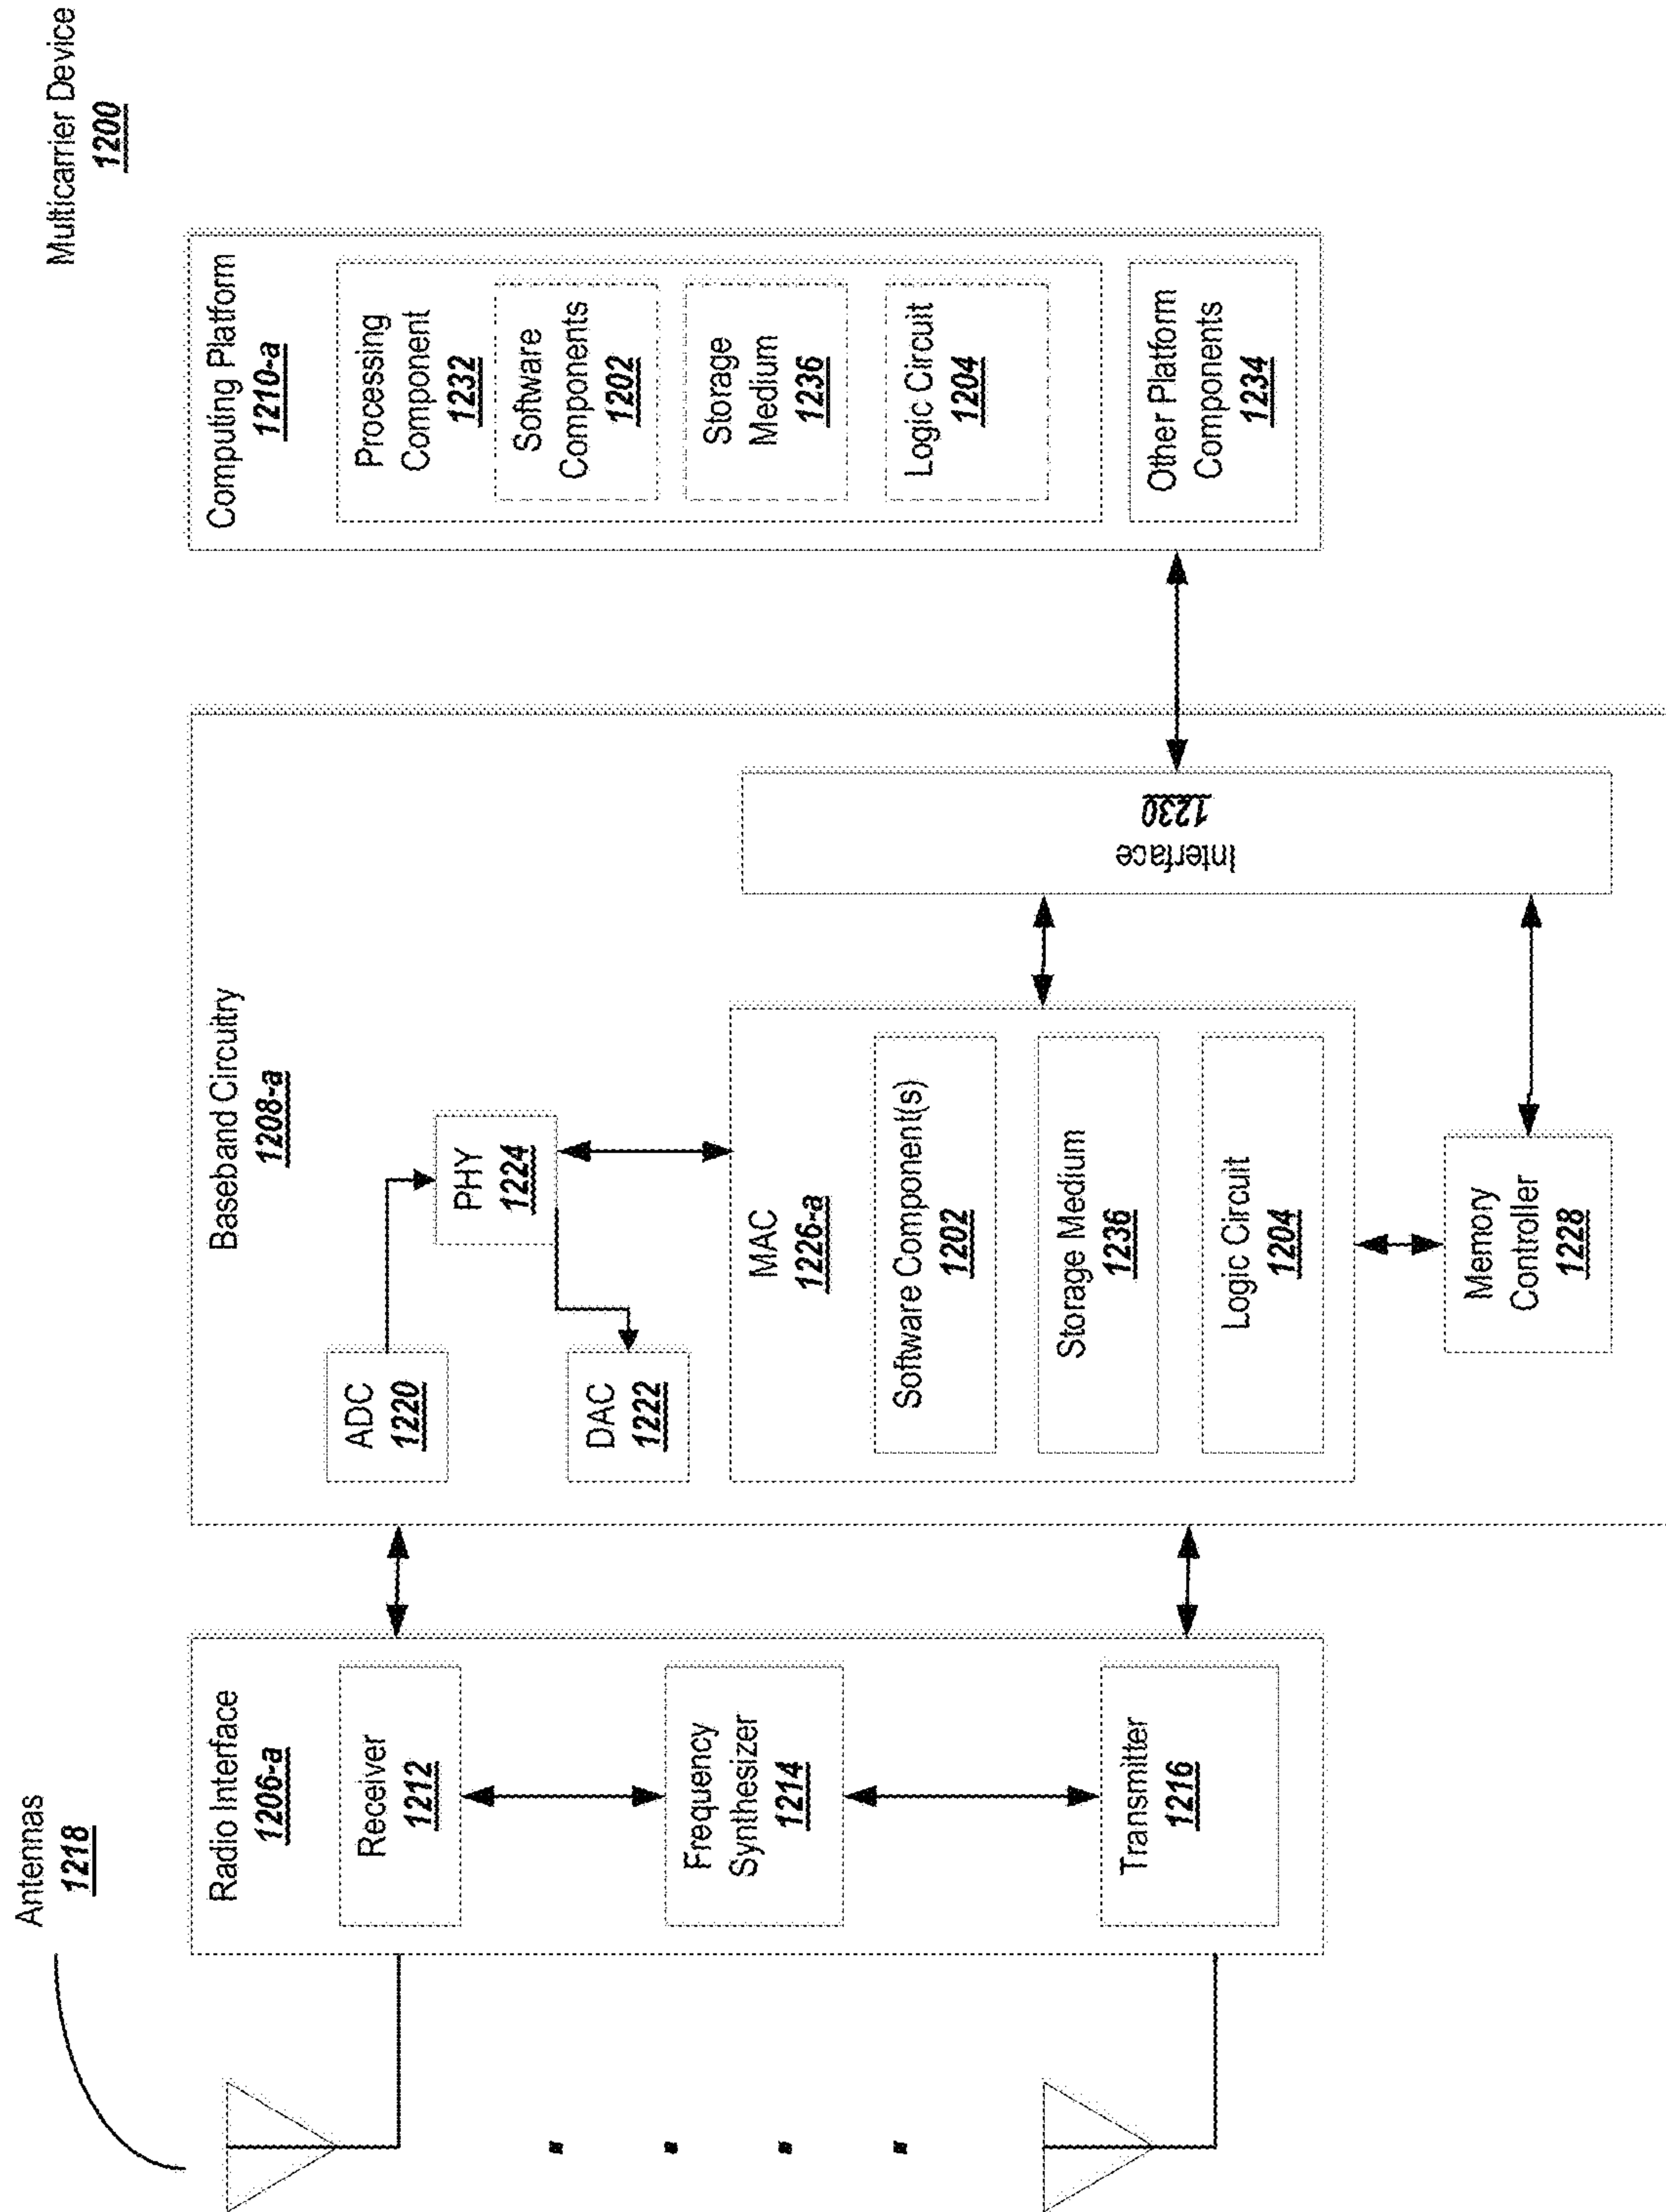 Multicarrier Device
1200
Antennas
1218
Radio Interface
1206-a
Receiver
1212
Frequency
Synthesizer
1214
Transmitter
1216
Baseband Circuitry
1208-a
ADC
1220
PHY
1224
DAC
1222
MAC
1226-a
Software Component(s)
1202
Storage Medium
1236
Logic Circuit
1204
Memory
Controller
1228
Interface
1230
Computing Platform
1210-a
Processing
Component
1232
Software
Components
1202
Storage
Medium
1236
Logic Circuit
1204
Other Platform
Components
1234